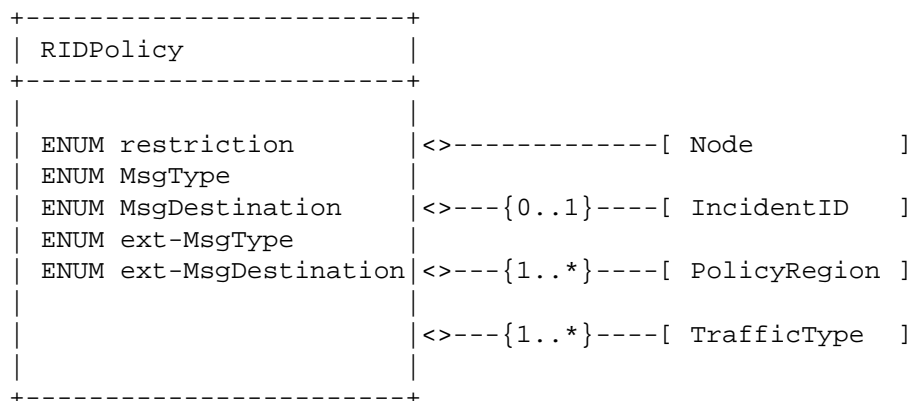 +------------------------+
| RIDPolicy              |
+------------------------+
|                        |
| ENUM restriction       |<>-------------[ Node         ]
| ENUM MsgType           |
| ENUM MsgDestination    |<>---{0..1}----[ IncidentID   ]
| ENUM ext-MsgType       |
| ENUM ext-MsgDestination|<>---{1..*}----[ PolicyRegion ]
|                        |
|                        |<>---{1..*}----[ TrafficType  ]
|                        |
+------------------------+